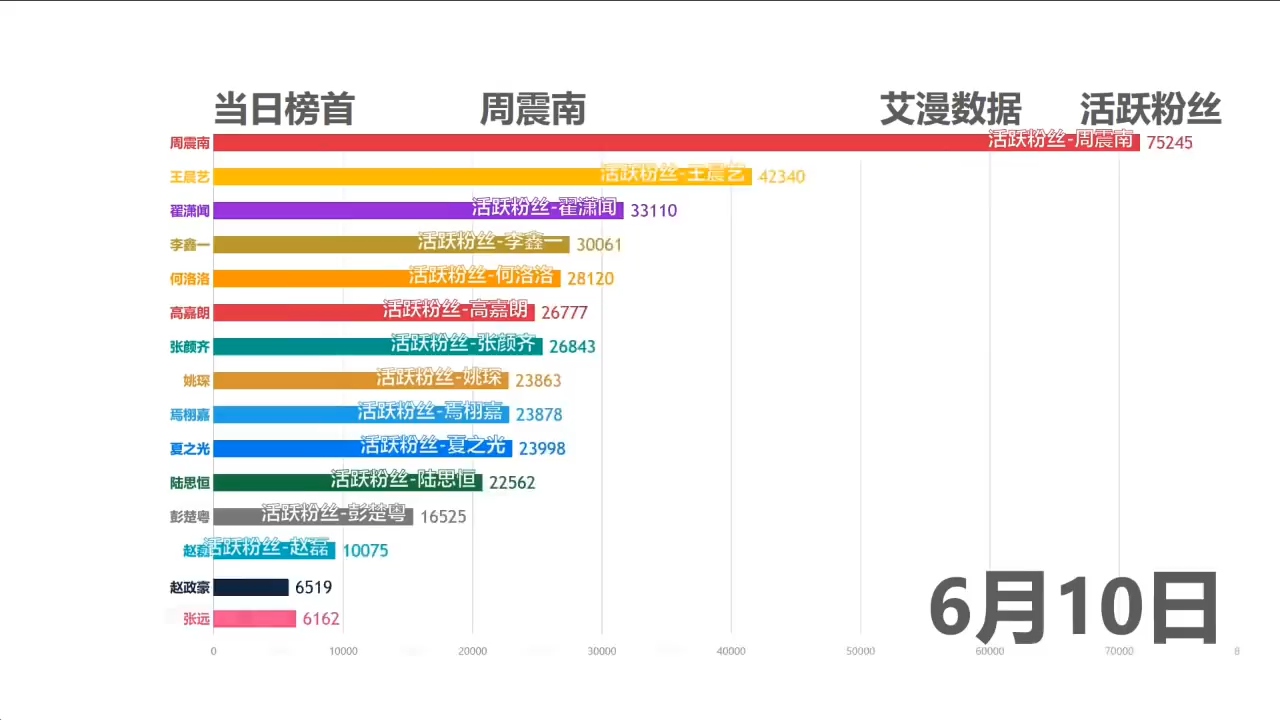 当日榜首 周震南 艾漫数据 活跃粉丝
周震南 活跃粉丝-周震南 75245
王晨艺 活跃粉丝-王晨艺 42340
翟潇闻 活跃粉丝-翟潇闻 33110
李鑫一 活跃粉丝-李鑫一 30061
何洛洛 活跃粉丝-何洛洛 28120
高嘉朗 活跃粉丝-高嘉朗 26777
张颜齐 活跃粉丝-张颜齐 26843
姚琛 活跃粉丝-姚琛 23863
焉栩嘉 活跃粉丝-焉栩嘉 23878
夏之光 活跃粉丝-夏之光 23998
陆思恒 活跃粉丝-陆思恒 22562
彭楚粤 活跃粉丝-彭楚粤 16525
赵磊 活跃粉丝-赵磊 10075
赵政豪 6519
张远 6162
6月10日
0 10000 20000 30000 40000 50000 60000 70000 8